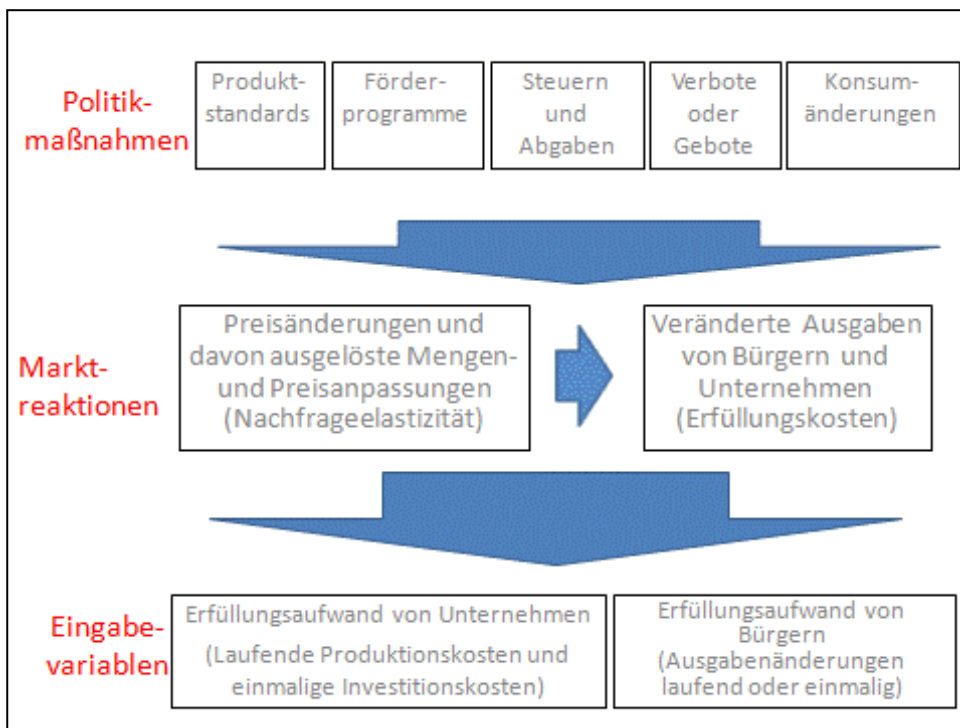 Politik-
maßnahmen
Produkt-
standards
Förder-
programme
Steuern
und
Abgaben
Verbote
oder
Gebote
Konsum-
änderungen
Markt-
reaktionen
Preisänderungen und
davon ausgelöste Mengen-
und Preisanpassungen
(Nachfrageelastizität)
Veränderte Ausgaben
von Bürgern und
Unternehmen
(Erfüllungskosten)
Eingabe-
variablen
Erfüllungsaufwand von Unternehmen
(Laufende Produktionskosten und
einmalige Investitionskosten)
Erfüllungsaufwand von
Bürgern
(Ausgabenänderungen
laufend oder einmalig)